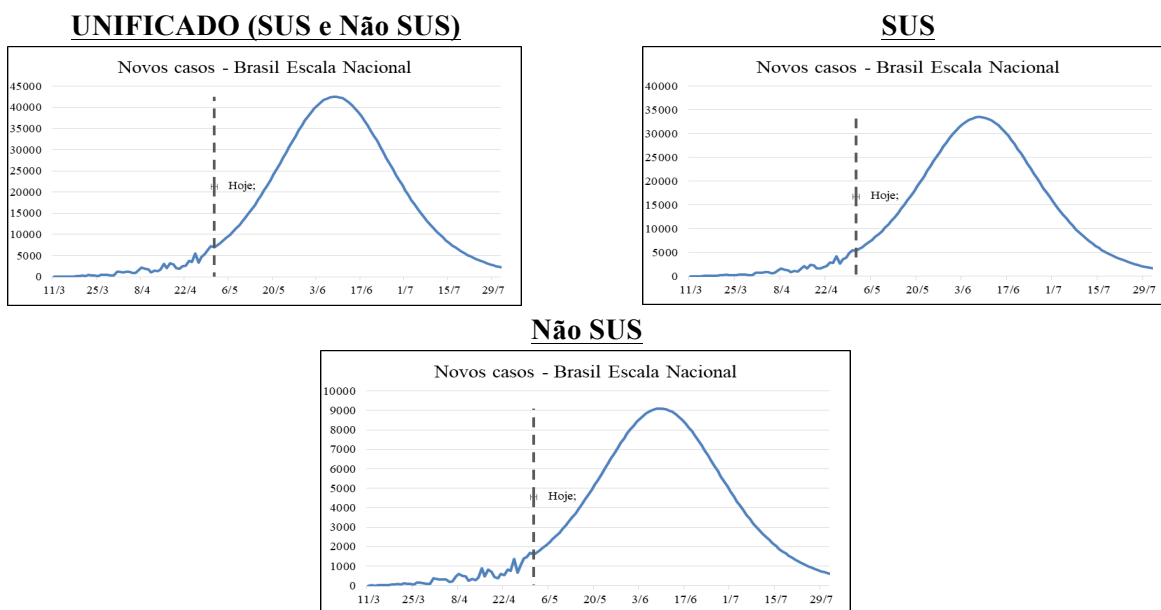 UNIFICADO (SUS e Não SUS)
Novos casos - Brasil Escala Nacional
45000
40000
35000
30000
25000
20000
15000
10000
5000
0
Hoje;
11/3 25/3 8/4 22/4 6/5 20/5 3/6 17/6 1/7 15/7 29/7
SUS
Novos casos - Brasil Escala Nacional
40000
35000
30000
25000
20000
15000
10000
5000
0
Hoje;
11/3 25/3 8/4 22/4 6/5 20/5 3/6 17/6 1/7 15/7 29/7
Não SUS
Novos casos - Brasil Escala Nacional
10000
9000
8000
7000
6000
5000
4000
3000
2000
1000
0
Hoje;
11/3 25/3 8/4 22/4 6/5 20/5 3/6 17/6 1/7 15/7 29/7